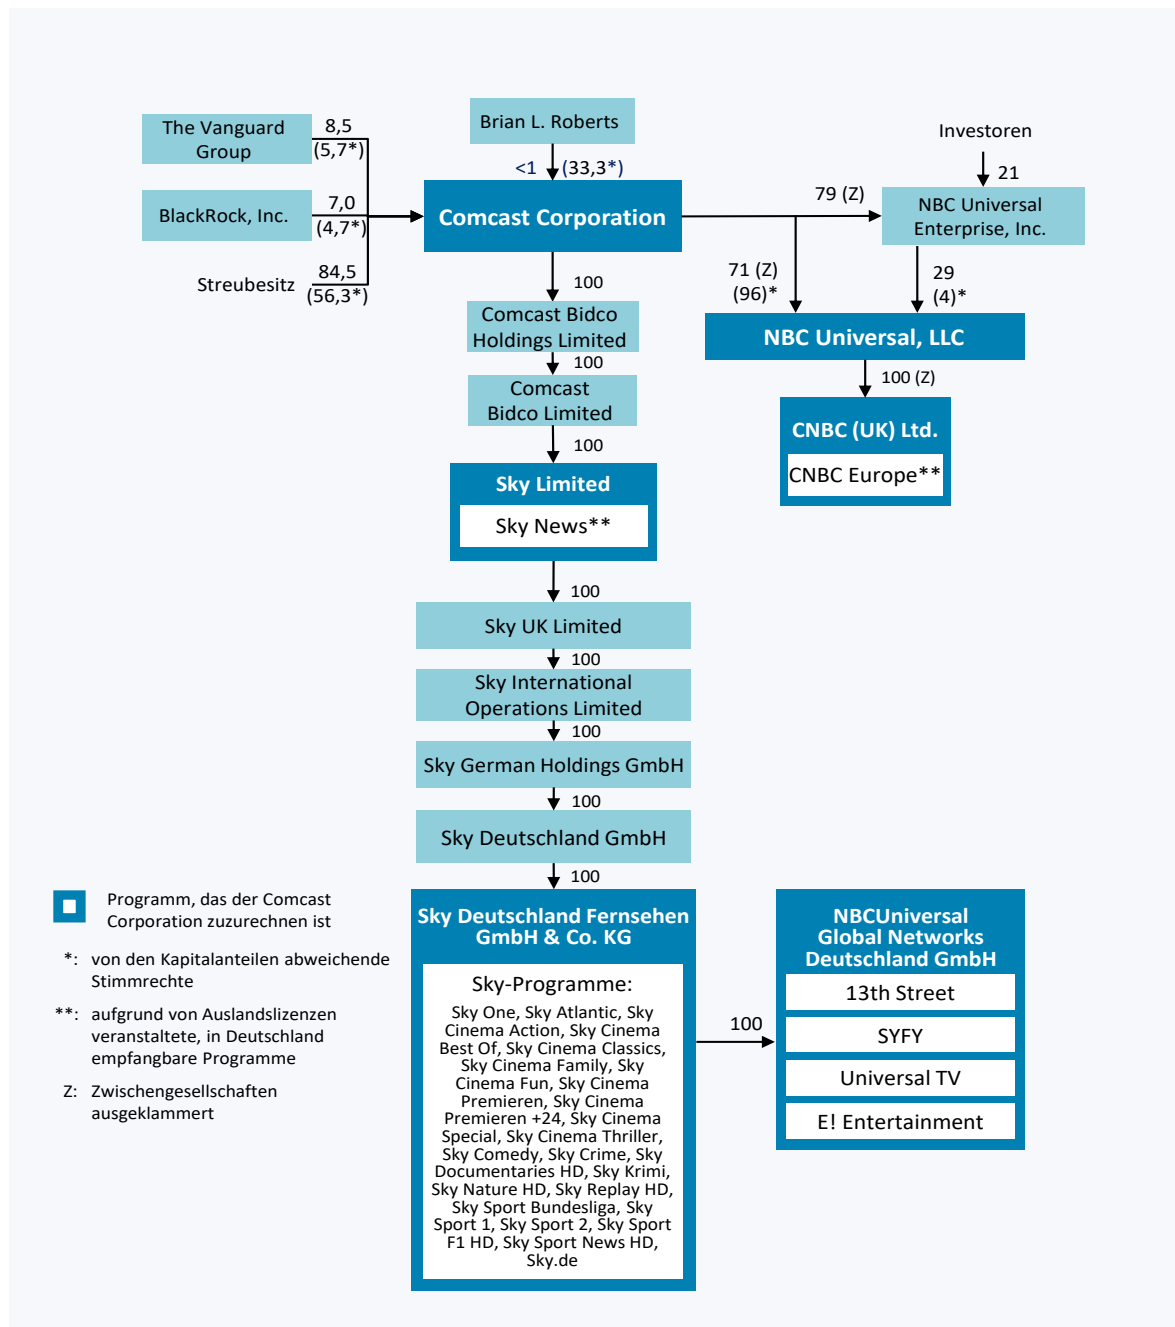 The Vanguard
Group
8,5
(5,7*)
BlackRock, Inc.
7,0
(4,7*)
Streubesitz
84,5
(56,3*)
Brian L. Roberts
<1 (33,3*)
Comcast Corporation
79 (Z)
Investoren
21
NBC Universal
Enterprise, Inc.
71 (Z)
(96)*
29
(4)*
NBC Universal, LLC
100 (Z)
CNBC (UK) Ltd.
CNBC Europe**
100
Comcast Bidco
Holdings Limited
100
Comcast
Bidco Limited
100
Sky Limited
Sky News**
100
Sky UK Limited
100
Sky International
Operations Limited
100
Sky German Holdings GmbH
100
Sky Deutschland GmbH
100
Sky Deutschland Fernsehen
GmbH & Co. KG
Sky-Programme:
Sky One, Sky Atlantic, Sky
Cinema Action, Sky Cinema
Best Of, Sky Cinema Classics,
Sky Cinema Family, Sky
Cinema Fun, Sky Cinema
Premieren, Sky Cinema
Premieren +24, Sky Cinema
Special, Sky Cinema Thriller,
Sky Comedy, Sky Crime, Sky
Documentaries HD, Sky Krimi,
Sky Nature HD, Sky Replay HD,
Sky Sport Bundesliga, Sky
Sport 1, Sky Sport 2, Sky Sport
F1 HD, Sky Sport News HD,
Sky.de
100
NBCUniversal
Global Networks
Deutschland GmbH
13th Street
SYFY
Universal TV
E! Entertainment
Programm, das der Comcast
Corporation zuzurechnen ist
*: von den Kapitalanteilen abweichende
Stimmrechte
**: aufgrund von Auslandslizenzen
veranstaltete, in Deutschland
empfangbare Programme
Z: Zwischengesellschaften
ausgeklammert